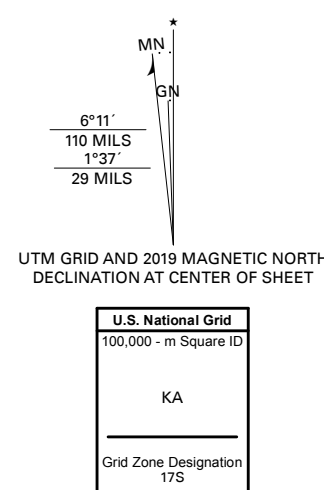 ★
MN
GN
6°11´
110 MILS
1°37´
29 MILS
UTM GRID AND 2019 MAGNETIC NORTH
DECLINATION AT CENTER OF SHEET
U.S. National Grid
100,000 - m Square ID
KA
Grid Zone Designation
17S